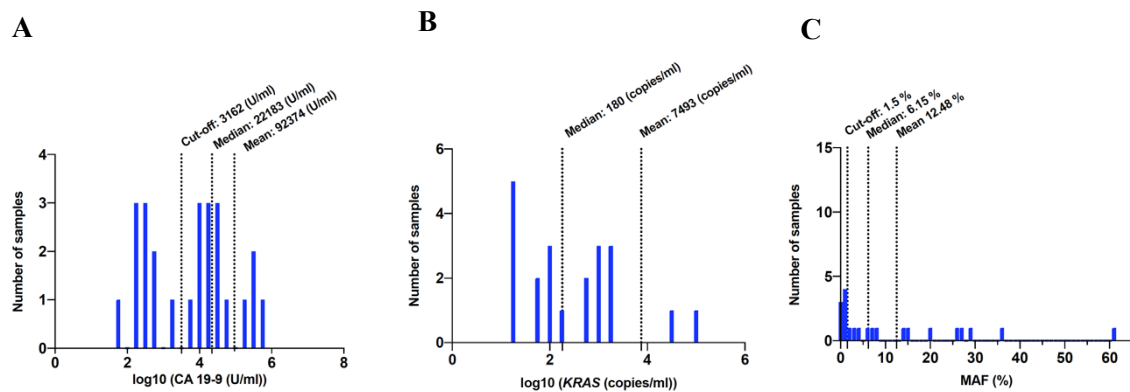 A
Cut-off: 3162 (U/ml)
Median: 22183 (U/ml)
Mean: 92374 (U/ml)
Number of samples
4
3
2
1
0
0
2
4
6
8
log10 (CA 19-9 (U/ml))
B
Median: 180 (copies/ml)
Mean: 7493 (copies/ml)
Number of samples
6
4
2
0
0
2
4
6
log10 (KRAS (copies/ml))
C
Cut-off: 1.5 %
Median: 6.15 %
Mean 12.48 %
Number of samples
15
10
5
0
0
10
20
30
40
50
60
MAF (%)